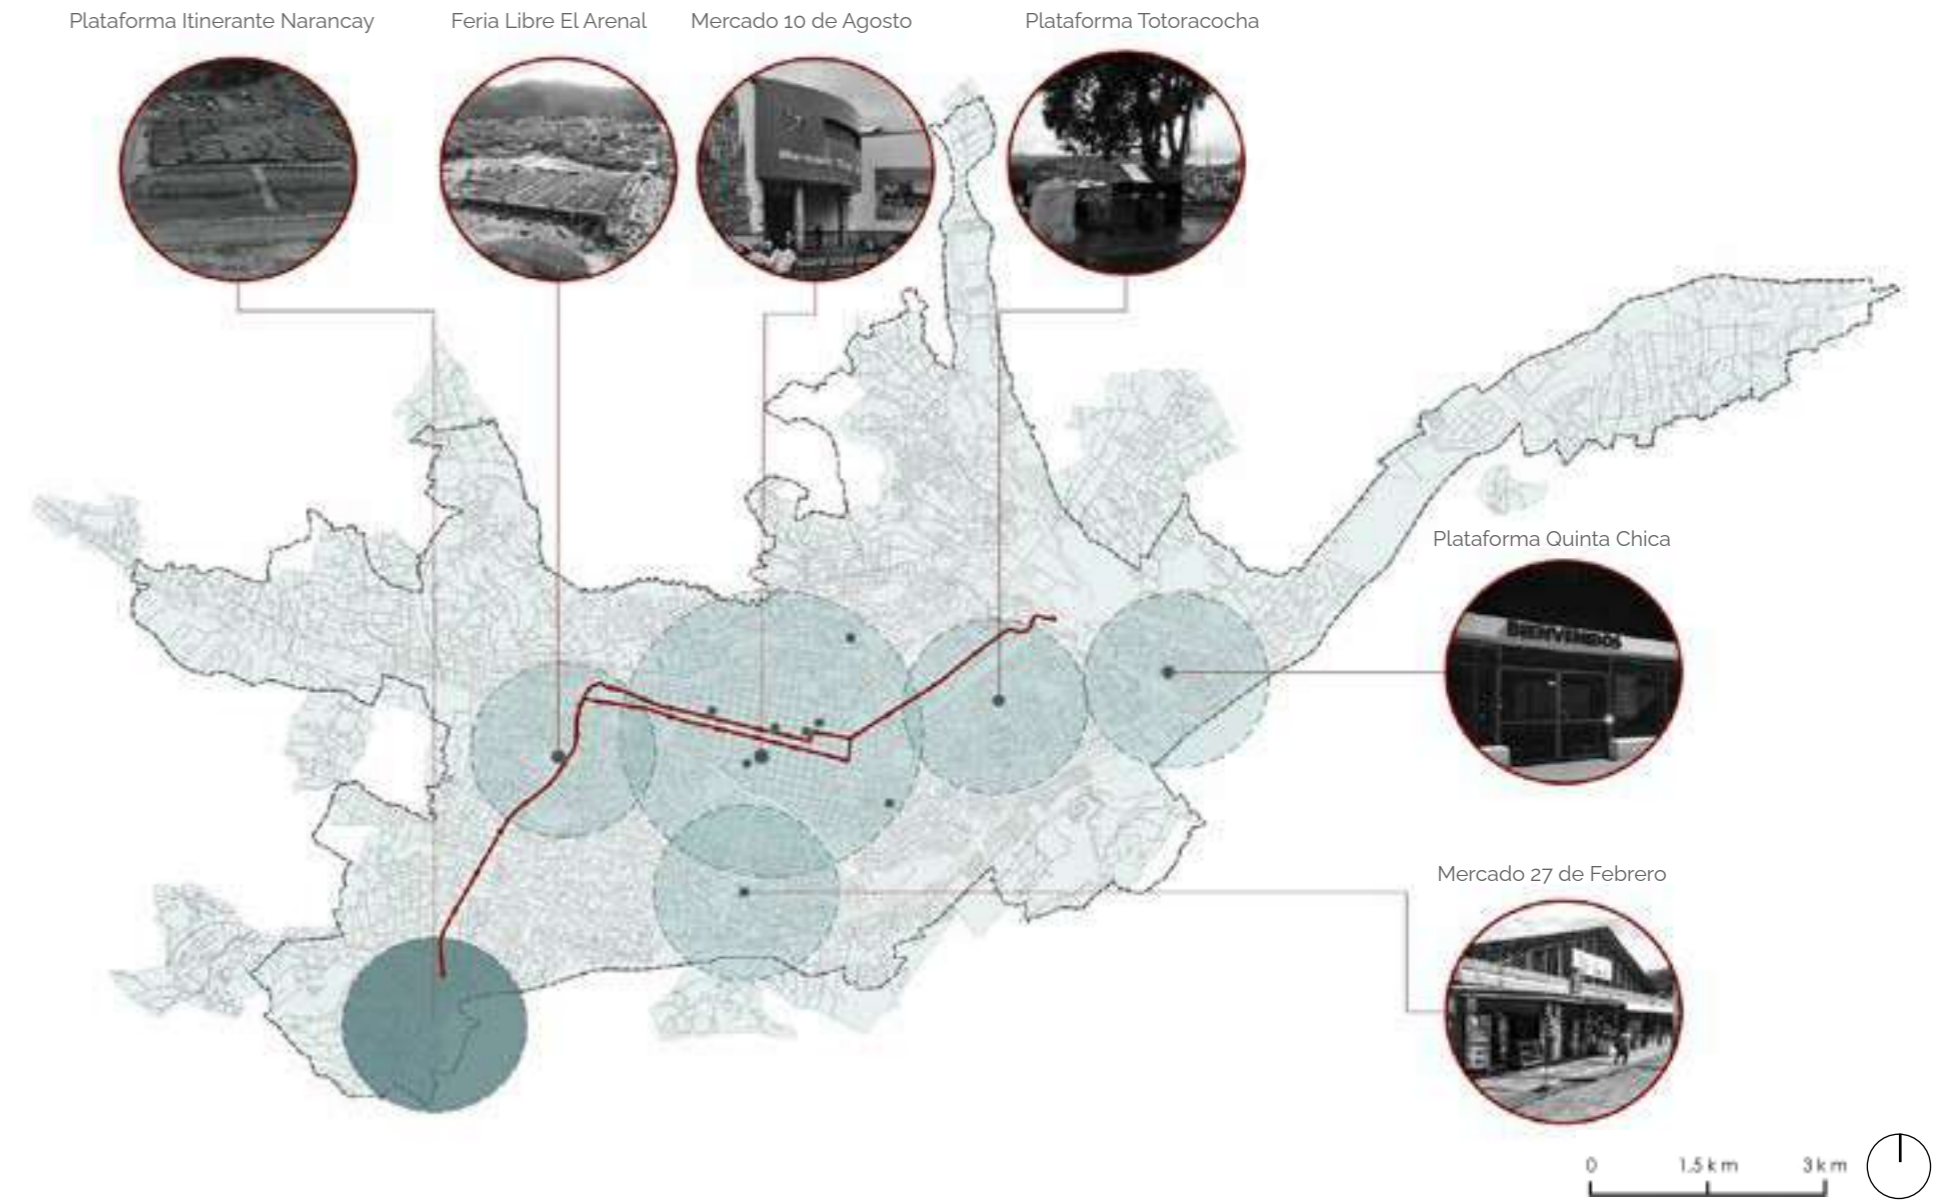 Plataforma Itinerante Narancay
Feria Libre El Arenal
Mercado 10 de Agosto
Plataforma Totoracocha
Plataforma Quinta Chica
BIENVENIDOS
Mercado 27 de Febrero
0 1.5 km 3 km